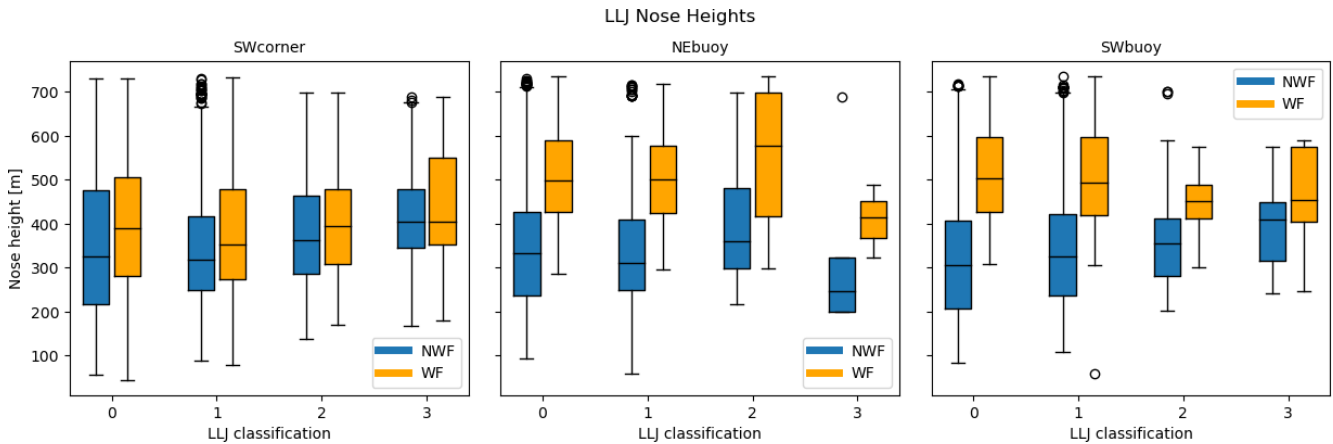 LLJ Nose Heights
SWcorner
NEbuoy
SWbuoy
Nose height [m]
700
600
500
400
300
200
100
NWF
WF
0 1 2 3
LLJ classification
NWF
WF
0 1 2 3
LLJ classification
NWF
WF
0 1 2 3
LLJ classification